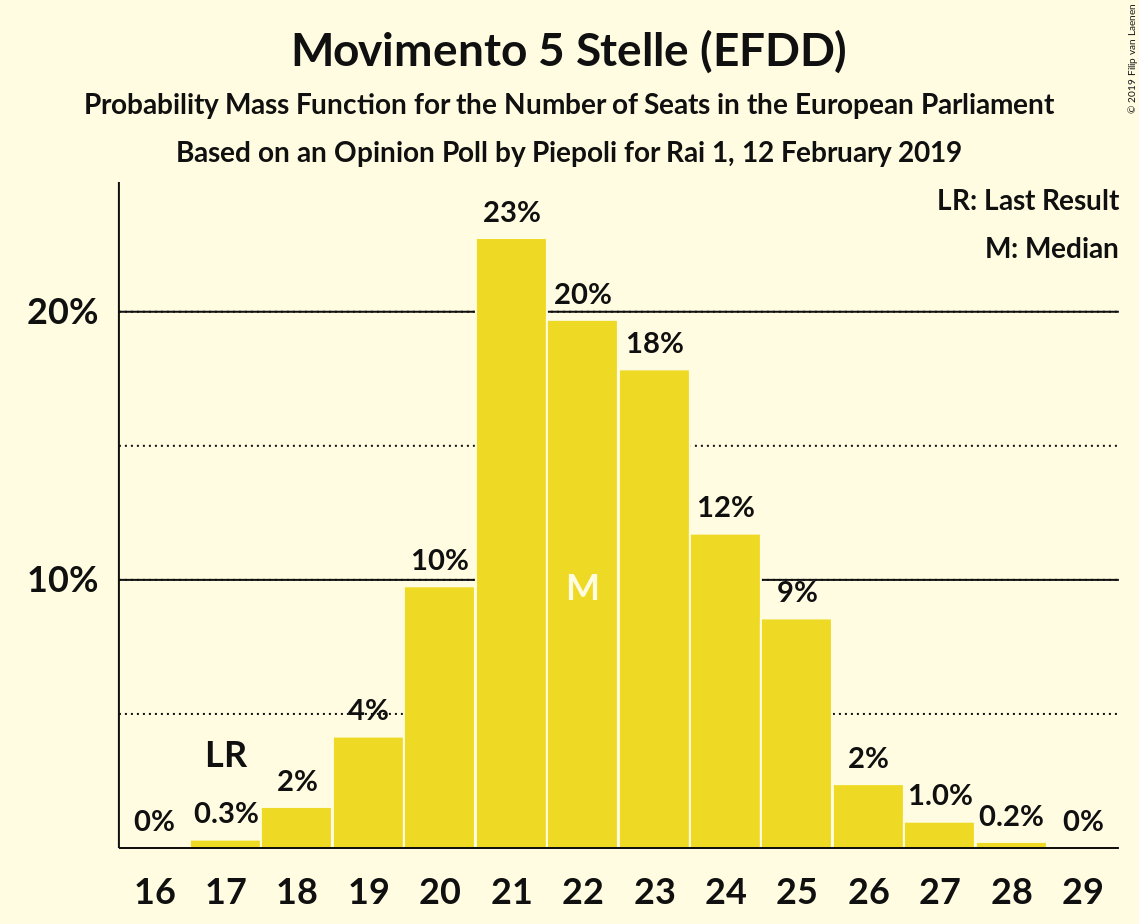 Movimento 5 Stelle (EFDD)
Probability Mass Function for the Number of Seats in the European Parliament
Based on an Opinion Poll by Piepoli for Rai 1, 12 February 2019
© 2019 Filip van Laenen
LR: Last Result
M: Median
23%
20%
20%
18%
12%
10%
10%
9%
M
4%
LR
2%
2%
0%
0.3%
1.0%
0.2%
0%
16 17 18 19 20 21 22 23 24 25 26 27 28 29